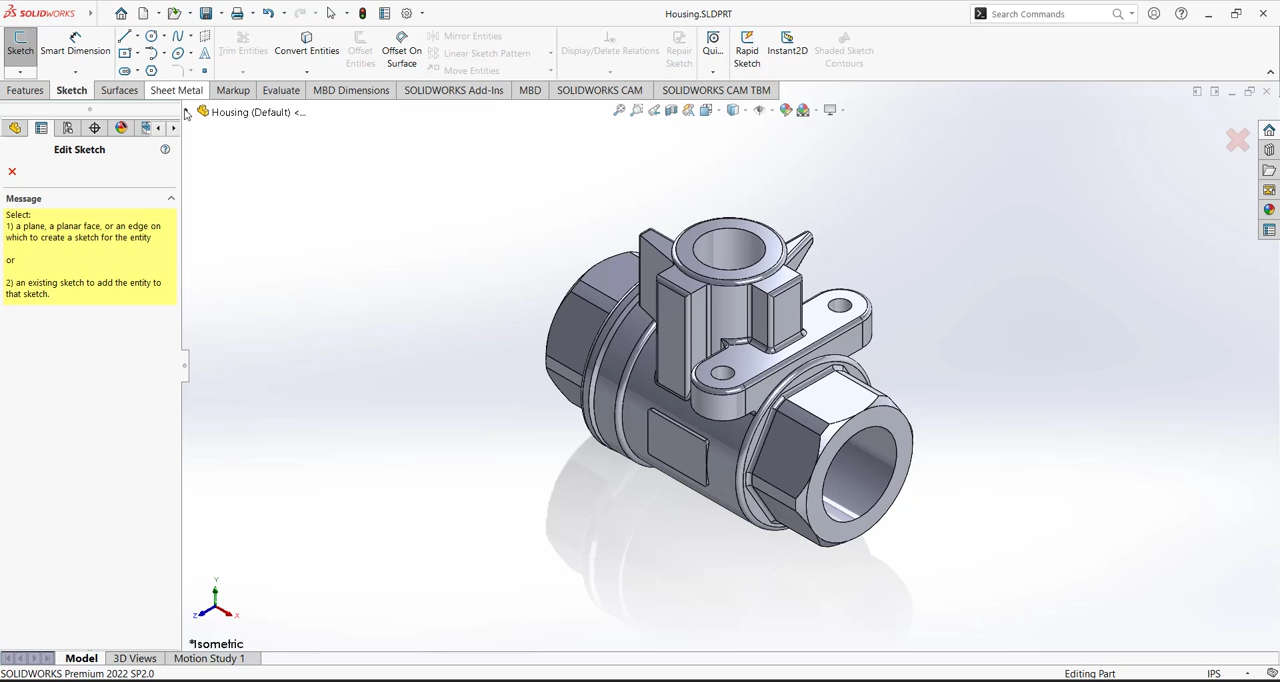 SOLIDWORKS
Housing.SLDPRT
Search Commands
Sketch
Smart Dimension
Trim Entities
Convert Entities
Offset Entities
Offset On Surface
Mirror Entities
Linear Sketch Pattern
Move Entities
Display/Delete Relations
Repair Sketch
Qui...
Rapid Sketch
Instant2D
Shaded Sketch Contours
Features
Sketch
Surfaces
Sheet Metal
Markup
Evaluate
MBD Dimensions
SOLIDWORKS Add-Ins
MBD
SOLIDWORKS CAM
SOLIDWORKS CAM TBM
Housing (Default) <...
Edit Sketch
Message
Select:
1) a plane, a planar face, or an edge on
which to create a sketch for the entity
or
2) an existing sketch to add the entity to
that sketch.
Y
Z
X
*Isometric
Model
3D Views
Motion Study 1
SOLIDWORKS Premium 2022 SP2.0
Editing Part
IPS